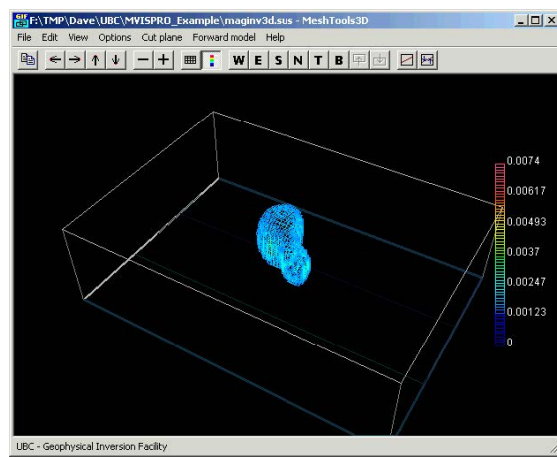 F:\TMP\Dave\UBC\MVISPRO_Example\maginv3d.sus - MeshTools3D
File Edit View Options Cut plane Forward model Help
W E S N T B
0.0074
0.00617
0.00493
0.0037
0.00247
0.00123
0
UBC - Geophysical Inversion Facility